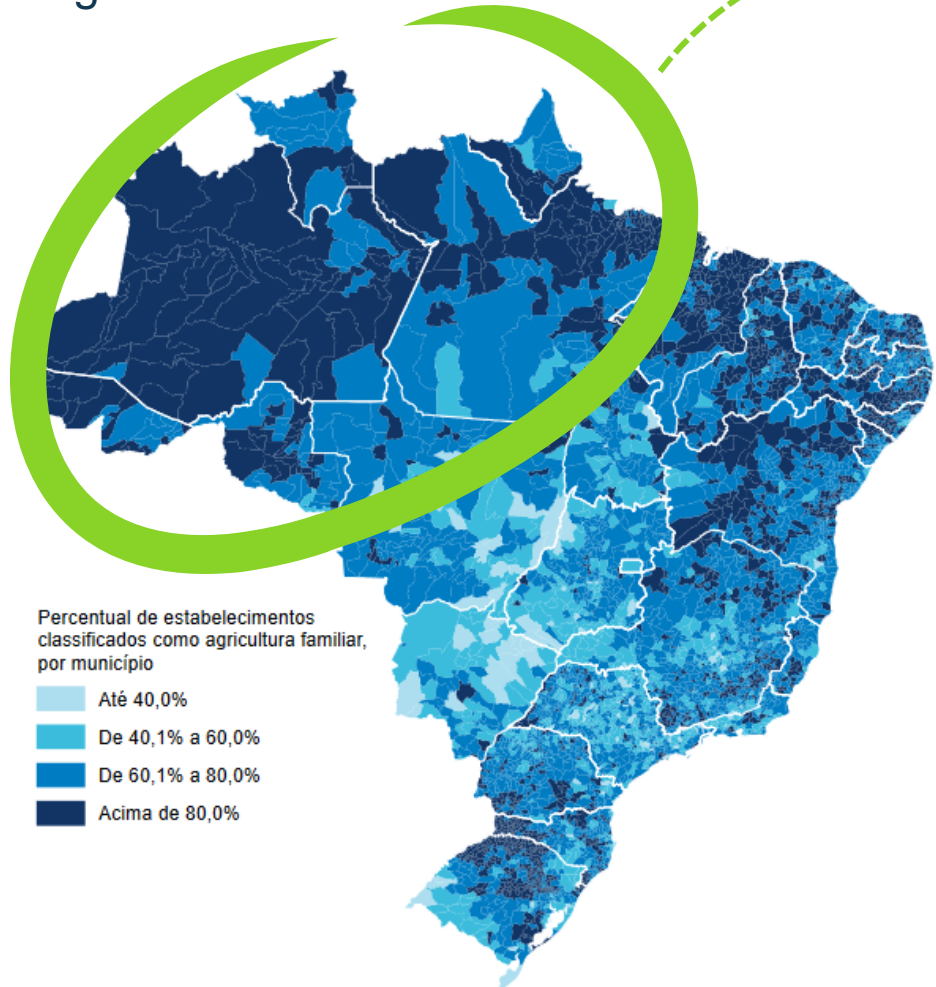 Percentual de estabelecimentos
classificados como agricultura familiar,
por município
Até 40,0%
De 40,1% a 60,0%
De 60,1% a 80,0%
Acima de 80,0%